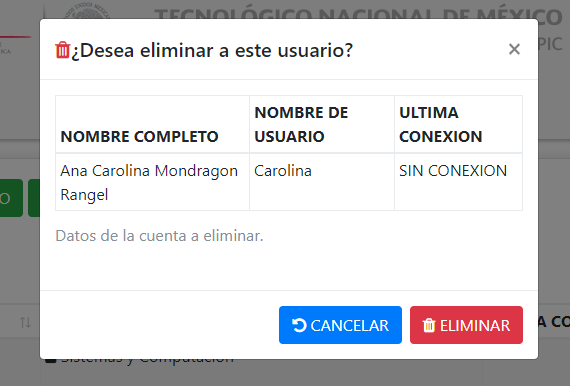 TECNOLÓGICO NACIONAL DE MÉXICO
PIC
¿Desea eliminar a este usuario?
×
NOMBRE COMPLETO
NOMBRE DE
USUARIO
ULTIMA
CONEXION
Ana Carolina Mondragon
Rangel
Carolina
SIN CONEXION
Datos de la cuenta a eliminar.
CANCELAR
ELIMINAR
O
A CO
Sistemas y Computación